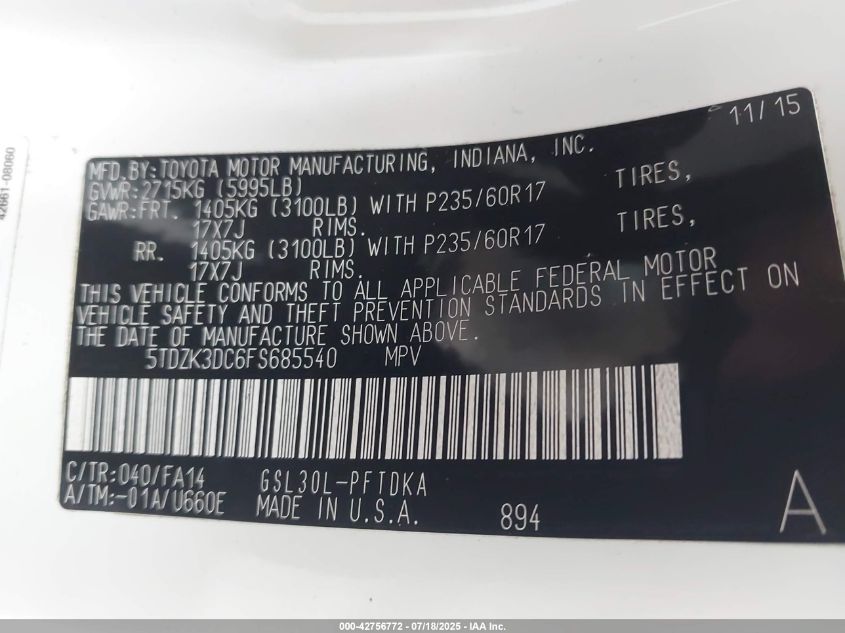 42661-08060
11/15
MFD.BY:TOYOTA MOTOR MANUFACTURING, INDIANA, INC.
GVWR:2715KG (5995LB)
GAWR:FRT. 1405KG (3100LB) WITH P235/60R17 TIRES,
17X7J RIMS.
RR. 1405KG (3100LB) WITH P235/60R17 TIRES,
17X7J RIMS.
THIS VEHICLE CONFORMS TO ALL APPLICABLE FEDERAL MOTOR
VEHICLE SAFETY AND THEFT PREVENTION STANDARDS IN EFFECT ON
THE DATE OF MANUFACTURE SHOWN ABOVE.
5TDZK3DC6FS685540 MPV
C/TR:040/FA14 GSL30L-PFTDKA
A/TM:-01A/U660E MADE IN U.S.A. 894
A
000-42756772 - 07/18/2025 - IAA Inc.